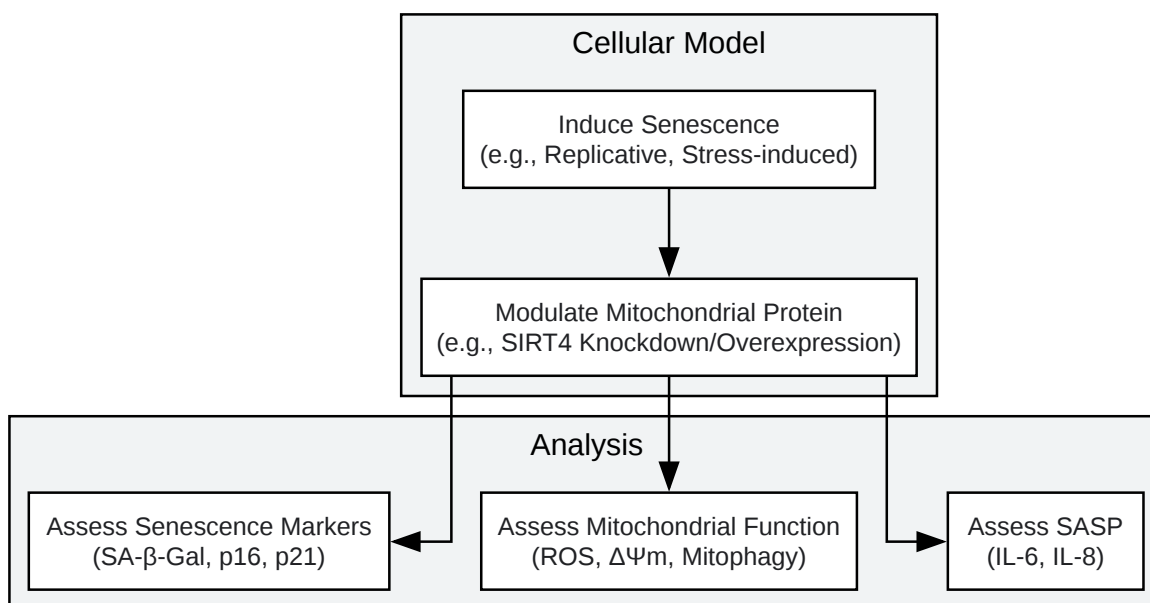 Cellular Model
Induce Senescence
(e.g., Replicative, Stress-induced)
Modulate Mitochondrial Protein
(e.g., SIRT4 Knockdown/Overexpression)
Analysis
Assess Senescence Markers
(SA-β-Gal, p16, p21)
Assess Mitochondrial Function
(ROS, ΔΨm, Mitophagy)
Assess SASP
(IL-6, IL-8)